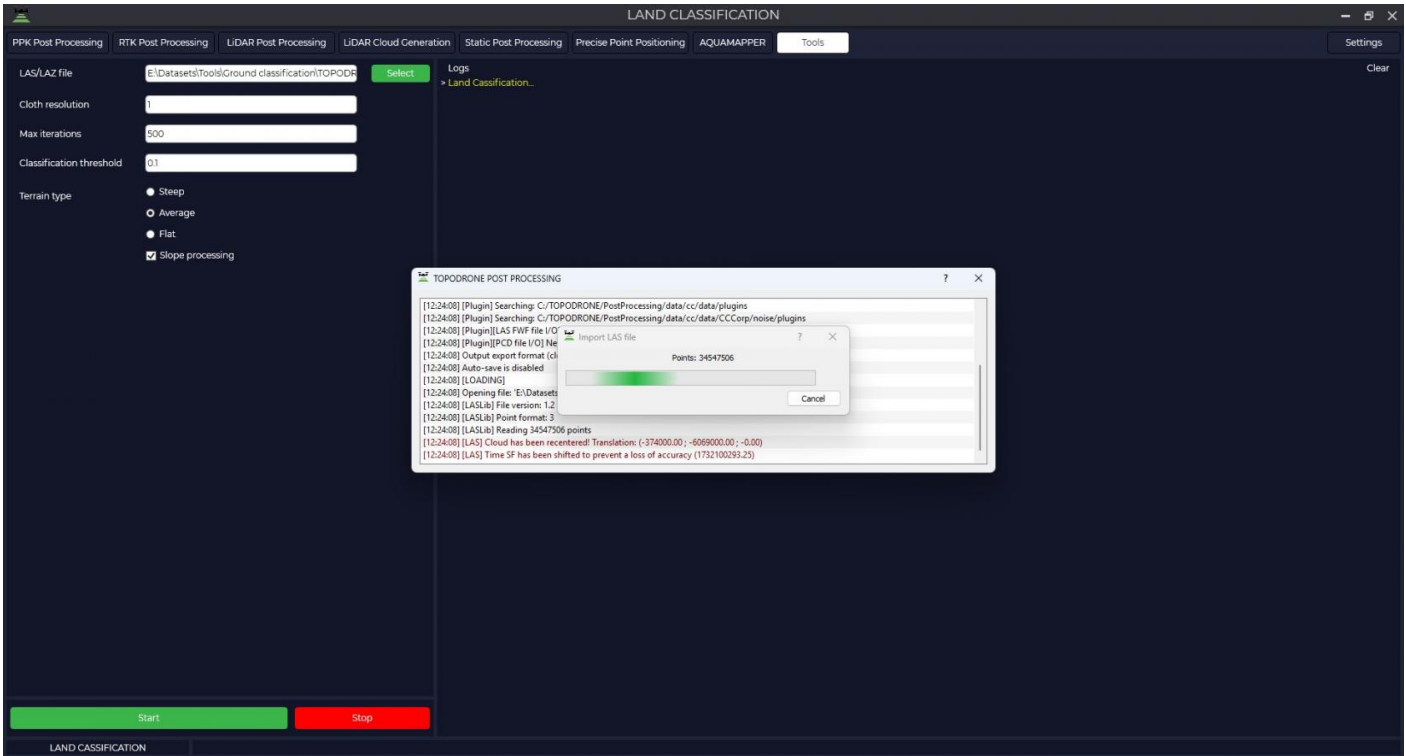 LAND CLASSIFICATION
PPK Post Processing RTK Post Processing LiDAR Post Processing LiDAR Cloud Generation Static Post Processing Precise Point Positioning AQUAMAPPER Tools Settings
LAS/LAZ file E:\Datasets\Tools\Ground classification\TOPODR Select
Cloth resolution 1
Max iterations 500
Classification threshold 0.1
Terrain type
Steep
Average
Flat
Slope processing
Start Stop
Logs Clear
> Land Cassification...
TOPODRONE POST PROCESSING ?
[12:24:08] [Plugin] Searching: C:/TOPODRONE/PostProcessing/data/cc/data/plugins
[12:24:08] [Plugin] Searching: C:/TOPODRONE/PostProcessing/data/cc/data/CCCorp/noise/plugins
[12:24:08] [Plugin][LAS FWF file I/O
[12:24:08] [Plugin][PCD file I/O] Ne
[12:24:08] Output export format (cl
[12:24:08] Auto-save is disabled
[12:24:08] [LOADING]
[12:24:08] Opening file: 'E:\Datasets
[12:24:08] [LASLib] File version: 1.2
[12:24:08] [LASLib] Point format: 3
[12:24:08] [LASLib] Reading 34547506 points
[12:24:08] [LAS] Cloud has been recentered! Translation: (-374000.00 ; -6069000.00 ; -0.00)
[12:24:08] [LAS] Time SF has been shifted to prevent a loss of accuracy (1732100293.25)
Import LAS file ?
Points: 34547506
Cancel
LAND CASSIFICATION